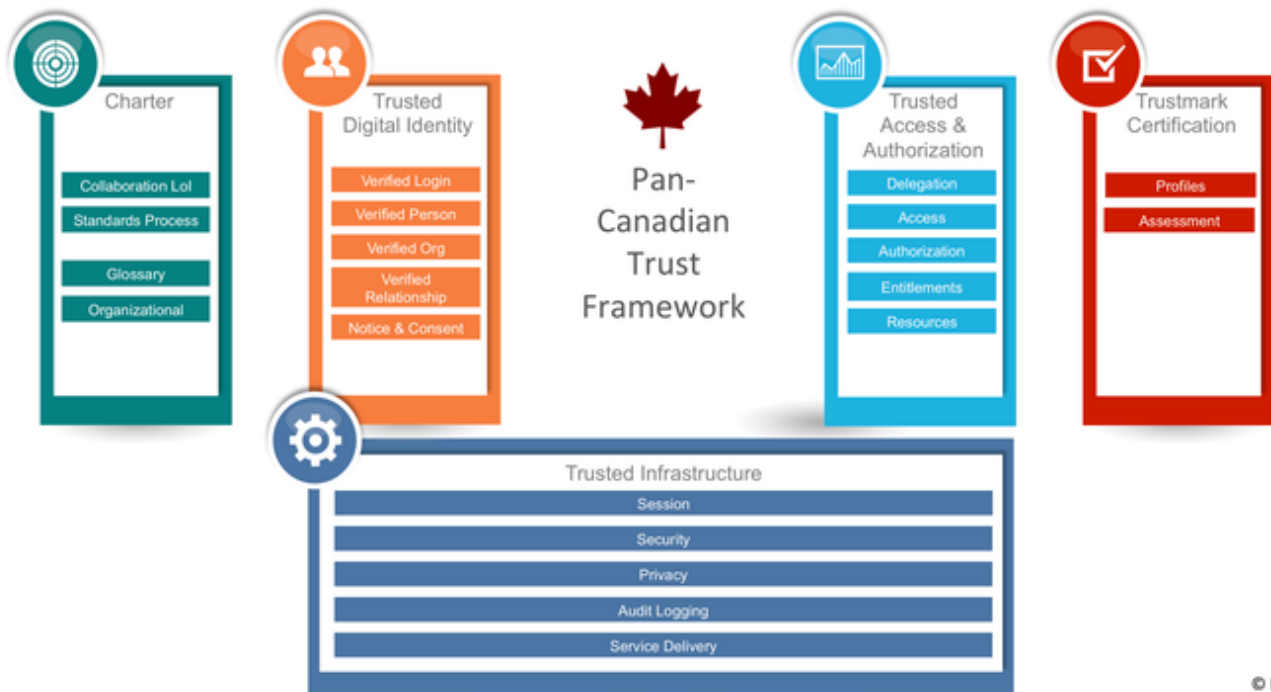 Charter
Collaboration LoI
Standards Process
Glossary
Organizational
Trusted
Digital Identity
Verified Login
Verified Person
Verified Org
Verified
Relationship
Notice & Consent
Pan-
Canadian
Trust
Framework
Trusted
Access &
Authorization
Delegation
Access
Authorization
Entitlements
Resources
Trustmark
Certification
Profiles
Assessment
Trusted Infrastructure
Session
Security
Privacy
Audit Logging
Service Delivery
©